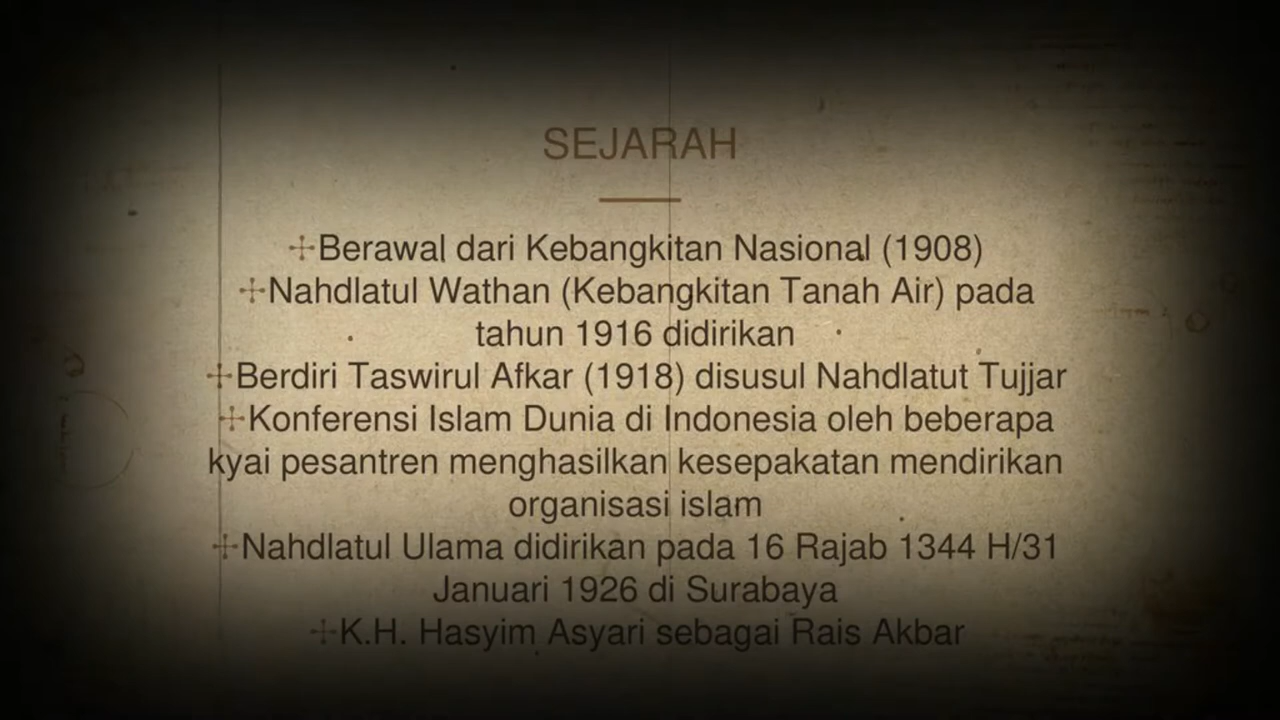 SEJARAH
Berawal dari Kebangkitan Nasional (1908)
Nahdlatul Wathan (Kebangkitan Tanah Air) pada
tahun 1916 didirikan
Berdiri Taswirul Afkar (1918) disusul Nahdlatut Tujjar
Konferensi Islam Dunia di Indonesia oleh beberapa
kyai pesantren menghasilkan kesepakatan mendirikan
organisasi islam
Nahdlatul Ulama didirikan pada 16 Rajab 1344 H/31
Januari 1926 di Surabaya
K.H. Hasyim Asyari sebagai Rais Akbar